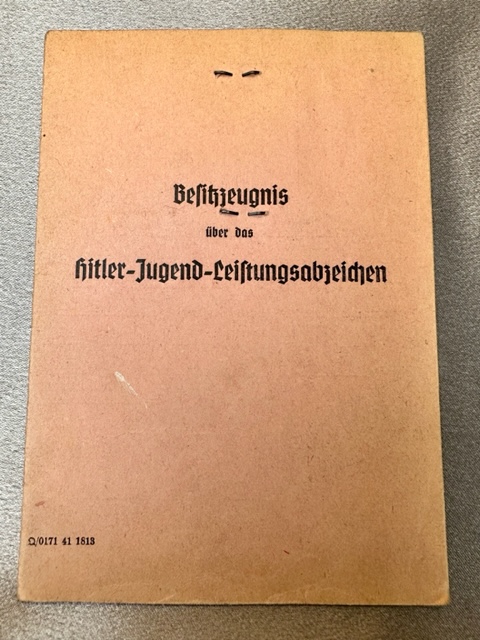 Besitzzeugnis
über das
Hitler-Jugend-Leistungsabzeichen
Ω/0171 41 1813